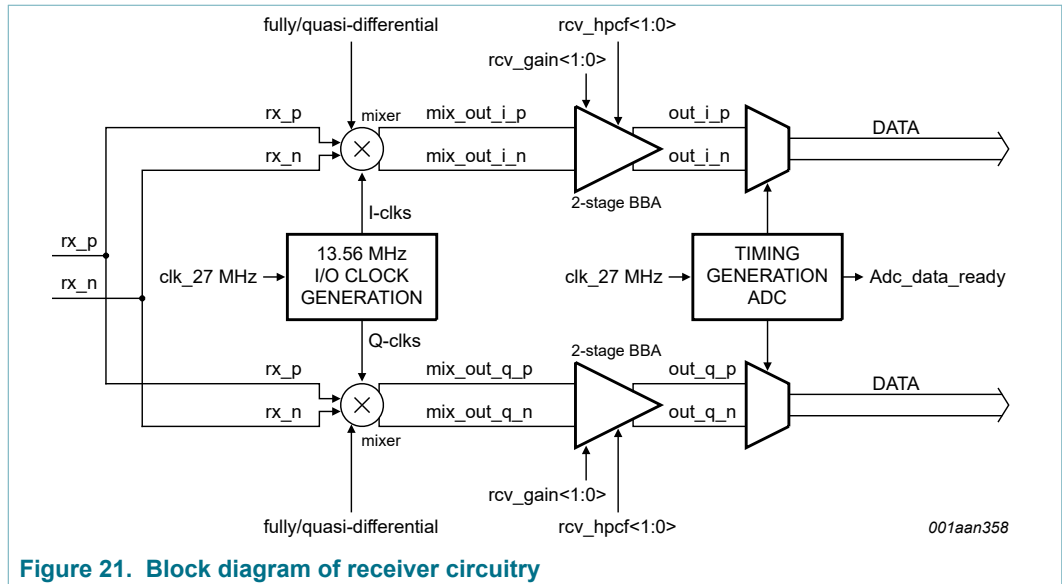 fully/quasi-differential
rcv_hpcf<1:0>
rcv_gain<1:0>
rx_p
mixer
mix_out_i_p
out_i_p
DATA
rx_n
mix_out_i_n
out_i_n
2-stage BBA
I-clks
rx_p
rx_n
clk_27 MHz
13.56 MHz
I/O CLOCK
GENERATION
clk_27 MHz
TIMING
GENERATION
ADC
Adc_data_ready
Q-clks
2-stage BBA
rx_p
mix_out_q_p
out_q_p
DATA
rx_n
mix_out_q_n
out_q_n
mixer
rcv_gain<1:0>
fully/quasi-differential
rcv_hpcf<1:0>
001aan358
Figure 21. Block diagram of receiver circuitry